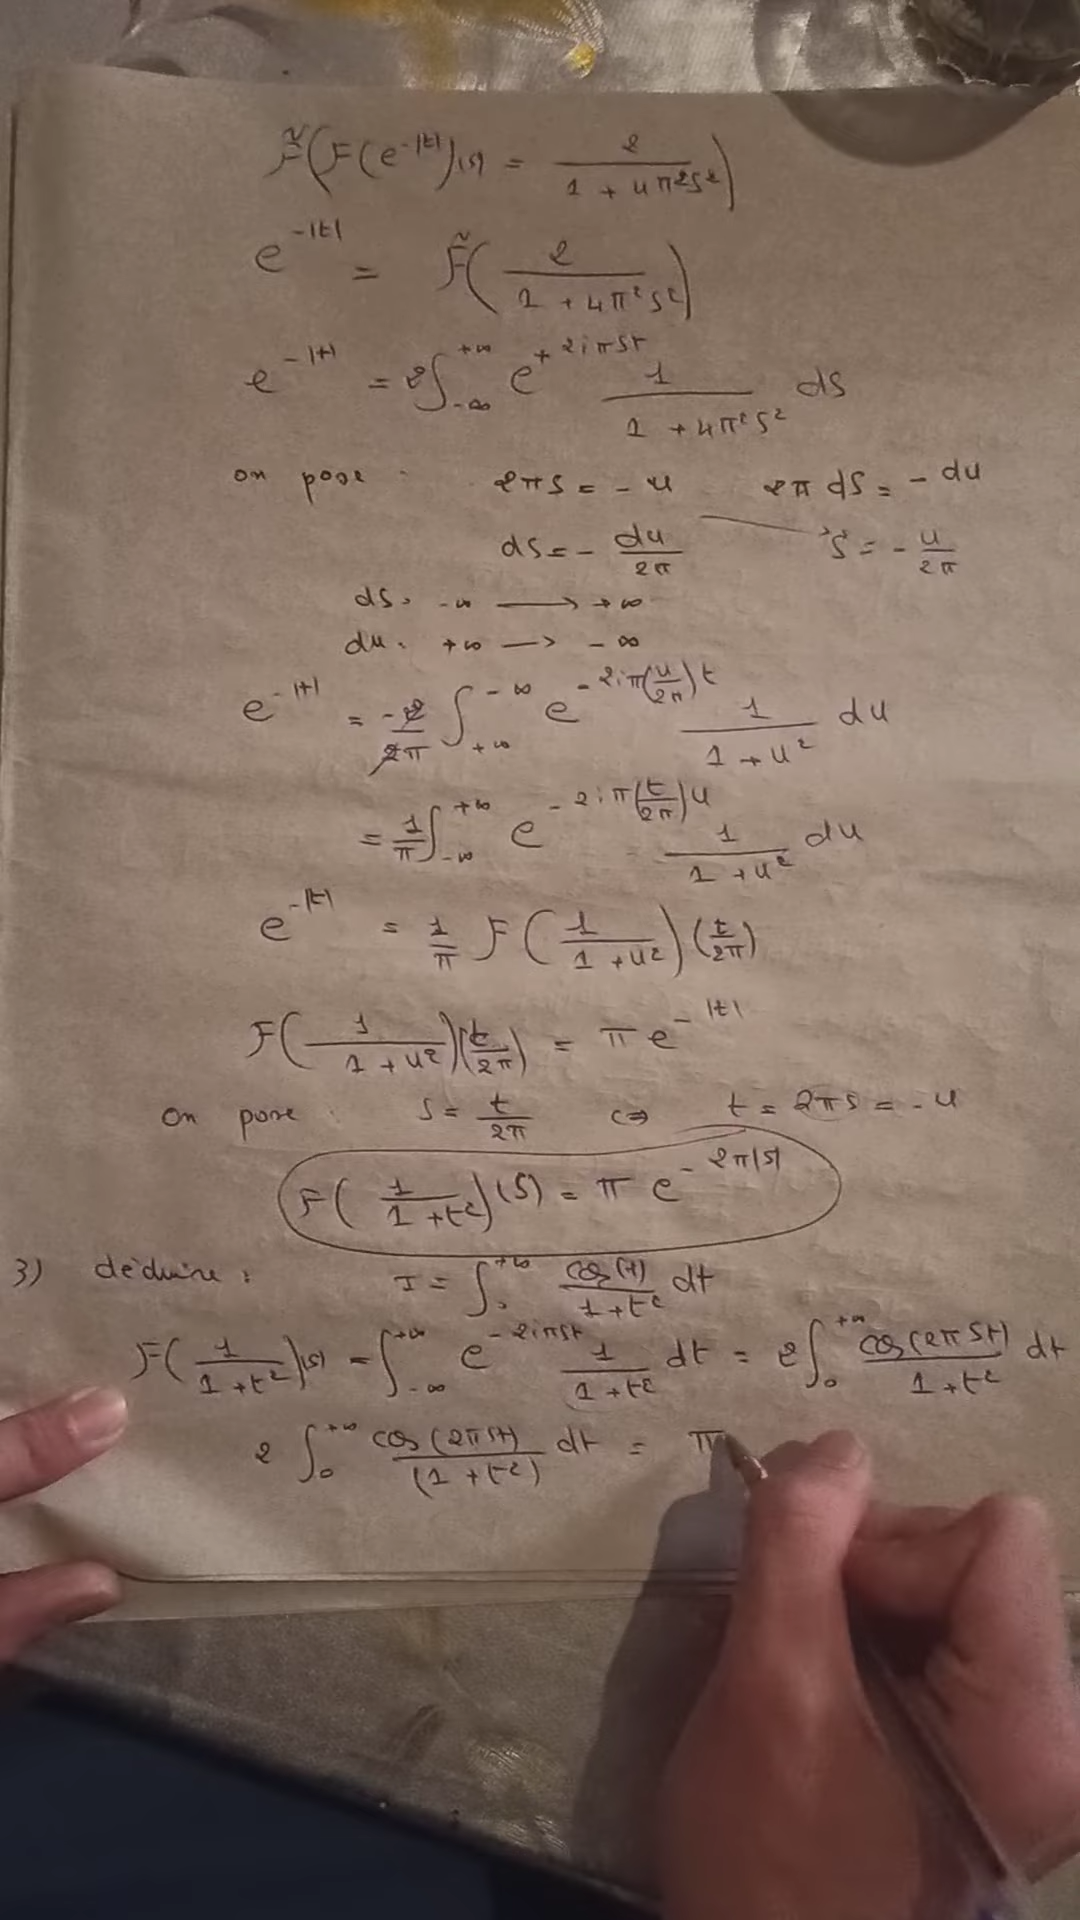 F̃(F(e^-|t|)(s) = 2/(1 + 4π²s²))
e^-|t| = F̃(2/(1 + 4π²s²))
e^-|t| = 2∫_-∞^+∞ e^+2iπst 1/(1 + 4π²s²) ds
on pose : 2πs = - u 2π ds = - du
ds = - du/2π s = - u/2π
ds : -∞ → +∞
du : +∞ → -∞
e^-|t| = -2/2π ∫_+∞^-∞ e^-2iπ(u/2π)t 1/(1 + u²) du
= 1/π ∫_-∞^+∞ e^-2iπ(t/2π)u 1/(1 + u²) du
e^-|t| = 1/π F(1/(1 + u²))(t/2π)
F(1/(1 + u²))(t/2π) = π e^-|t|
On pose : s = t/2π ⇔ t = 2πs = - u
F(1/(1 + t²))(s) = π e^-2π|s|
3) déduire : I = ∫_0^+∞ cos(t)/(1 + t²) dt
F(1/(1 + t²))(s) = ∫_-∞^+∞ e^-2iπst 1/(1 + t²) dt = 2∫_0^+∞ cos(2πst)/(1 + t²) dt
2 ∫_0^+∞ cos(2πst)/(1 + t²) dt = π